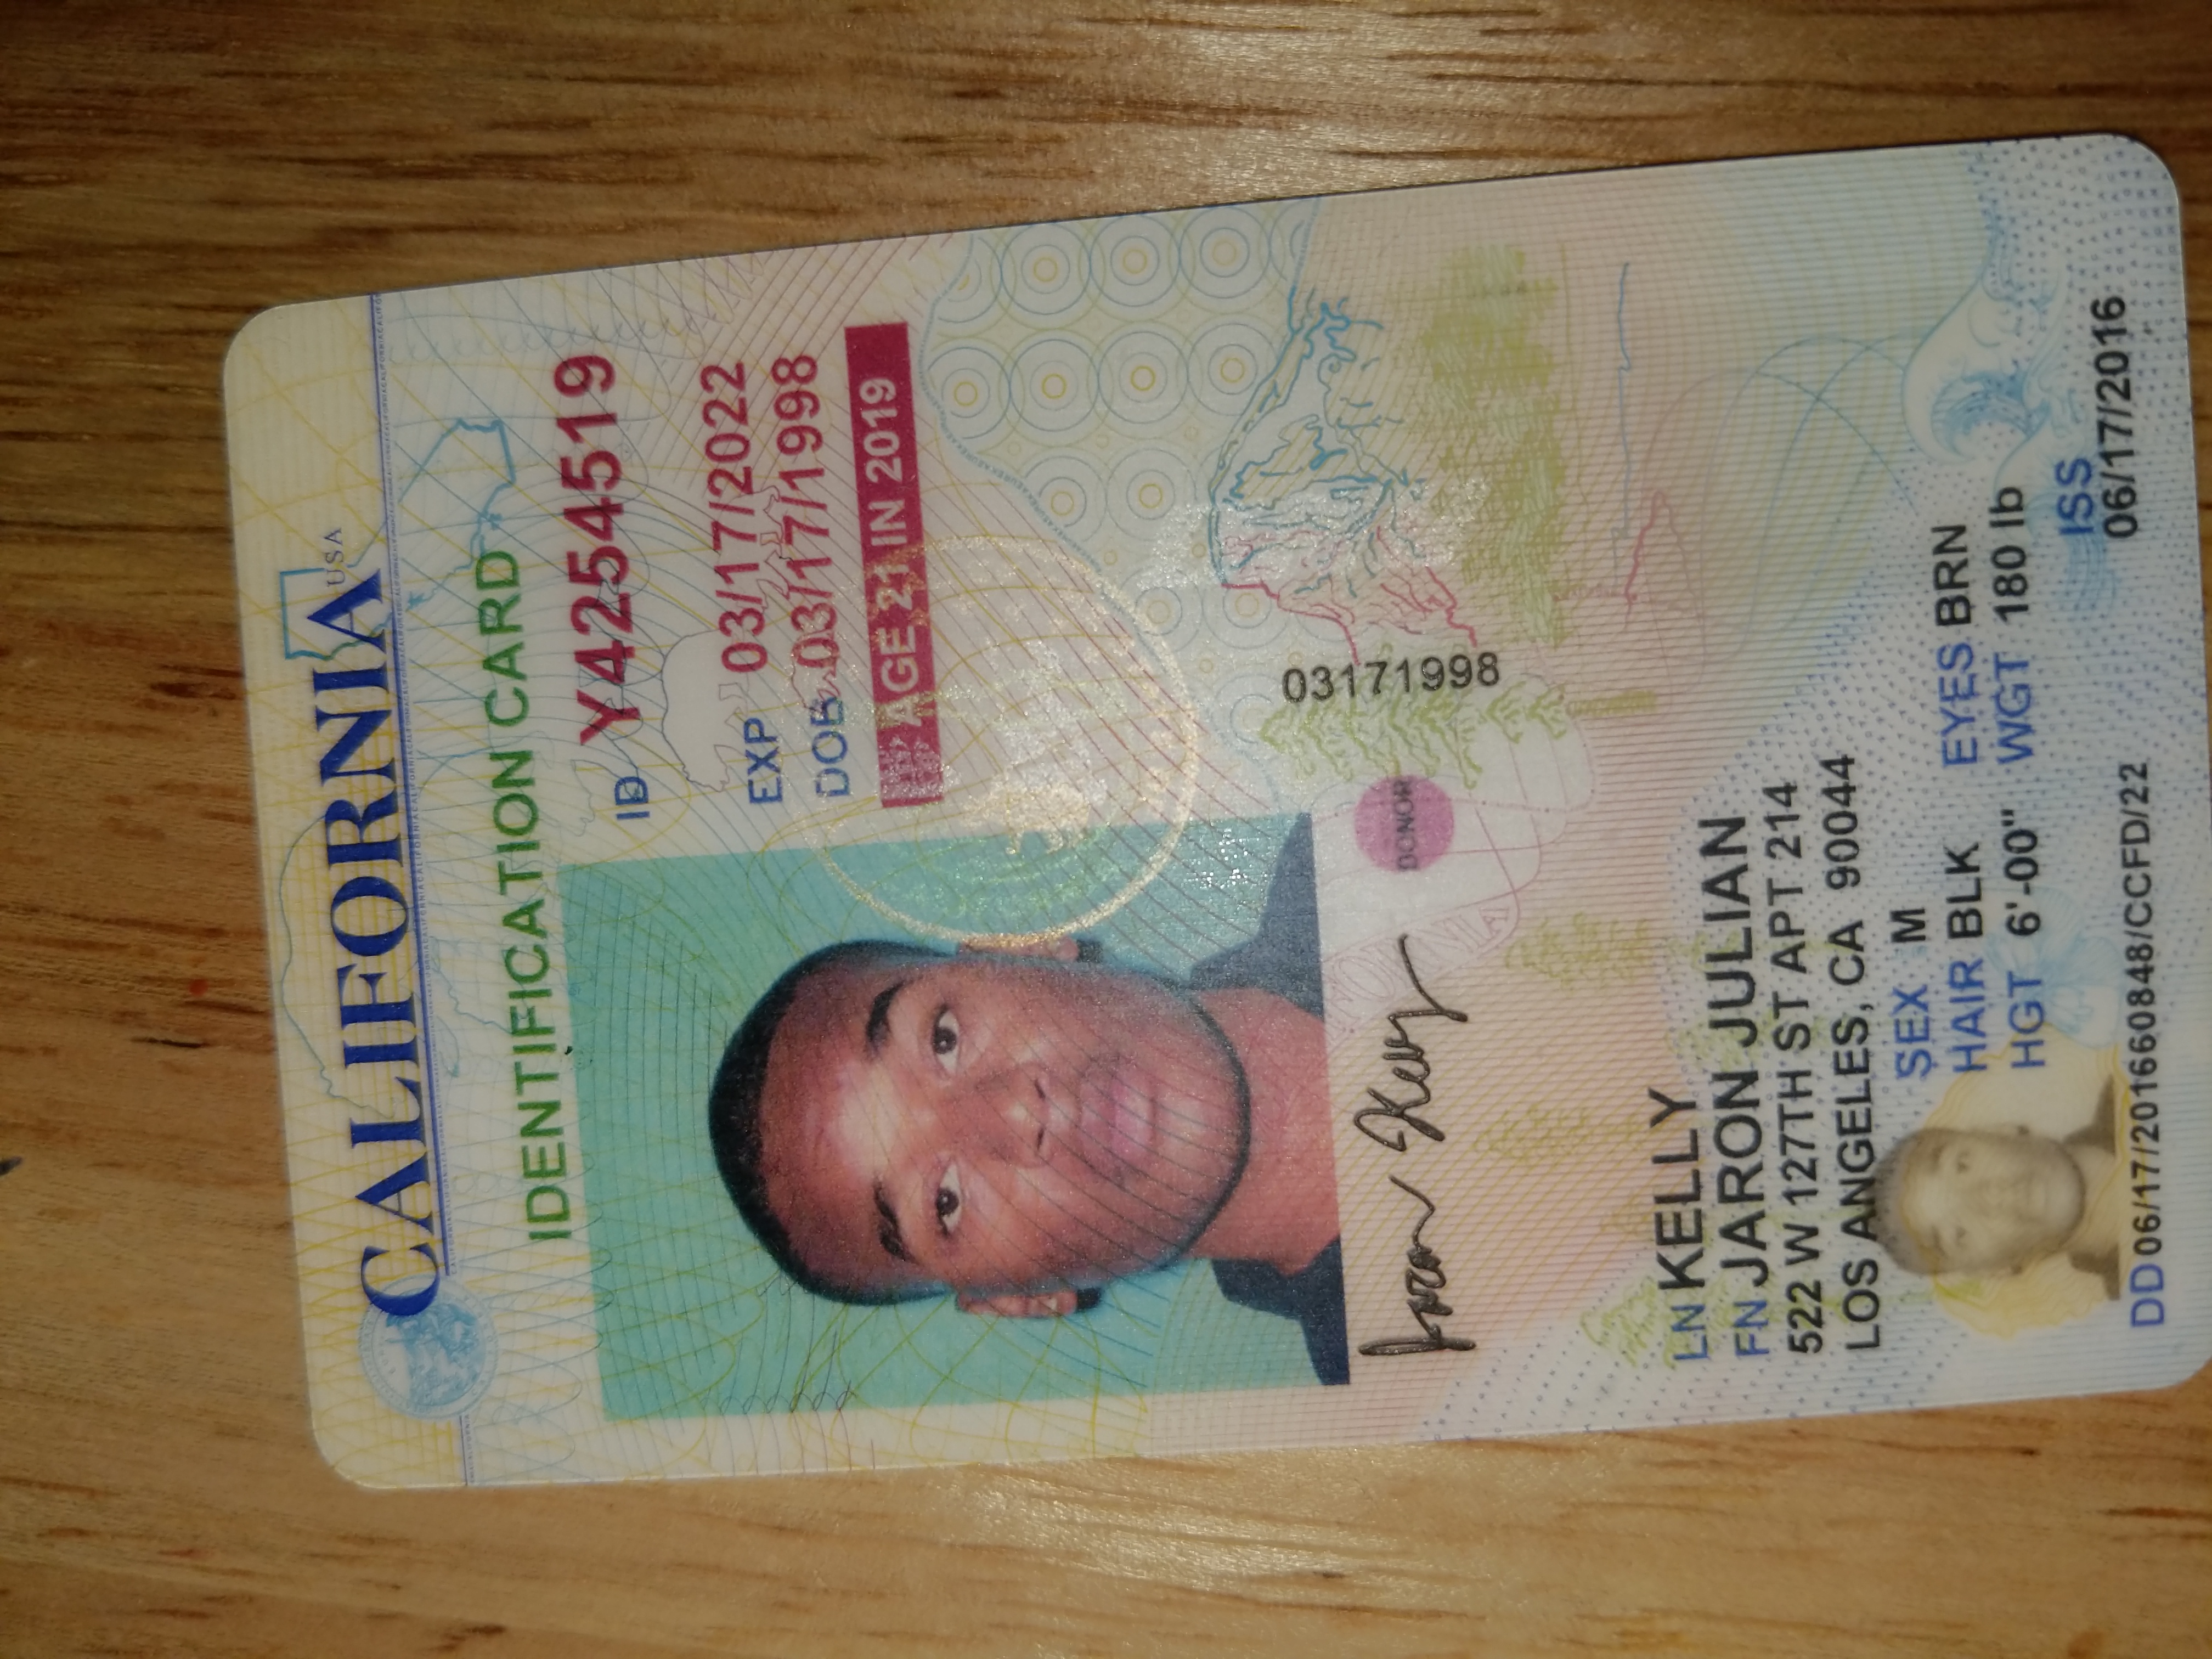 CALIFORNIA USA
IDENTIFICATION CARD
ID Y4254519
EXP 03/17/2022
DOB 03/17/1998
AGE 21 IN 2019
Jaron Kelly
DONOR
03171998
LN KELLY
FN JARON JULIAN
522 W 127TH ST APT 214
LOS ANGELES, CA 90044
SEX M
HAIR BLK EYES BRN
HGT 6'-00" WGT 180 lb
ISS
DD 06/17/201660848/CCFD/22 06/17/2016